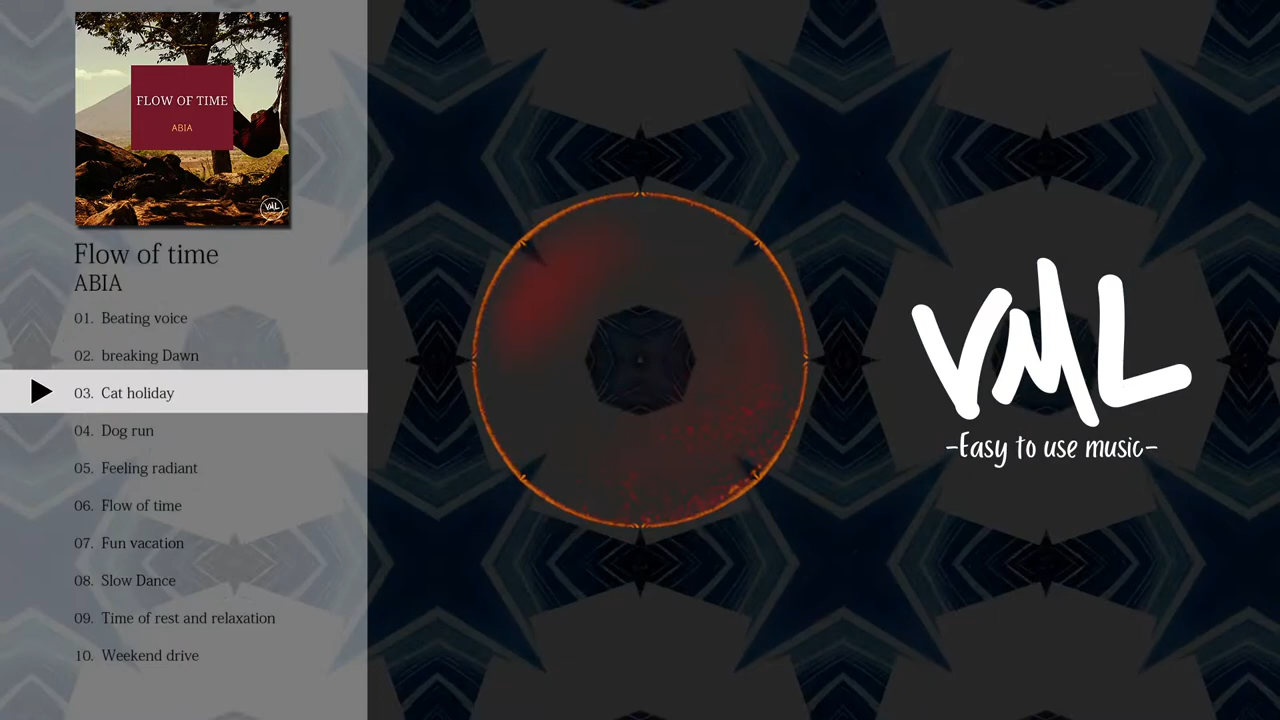 FLOW OF TIME
ABIA
VML
Flow of time
ABIA
01. Beating voice
02. breaking Dawn
03. Cat holiday
04. Dog run
05. Feeling radiant
06. Flow of time
07. Fun vacation
08. Slow Dance
09. Time of rest and relaxation
10. Weekend drive
VML
-Easy to use music-